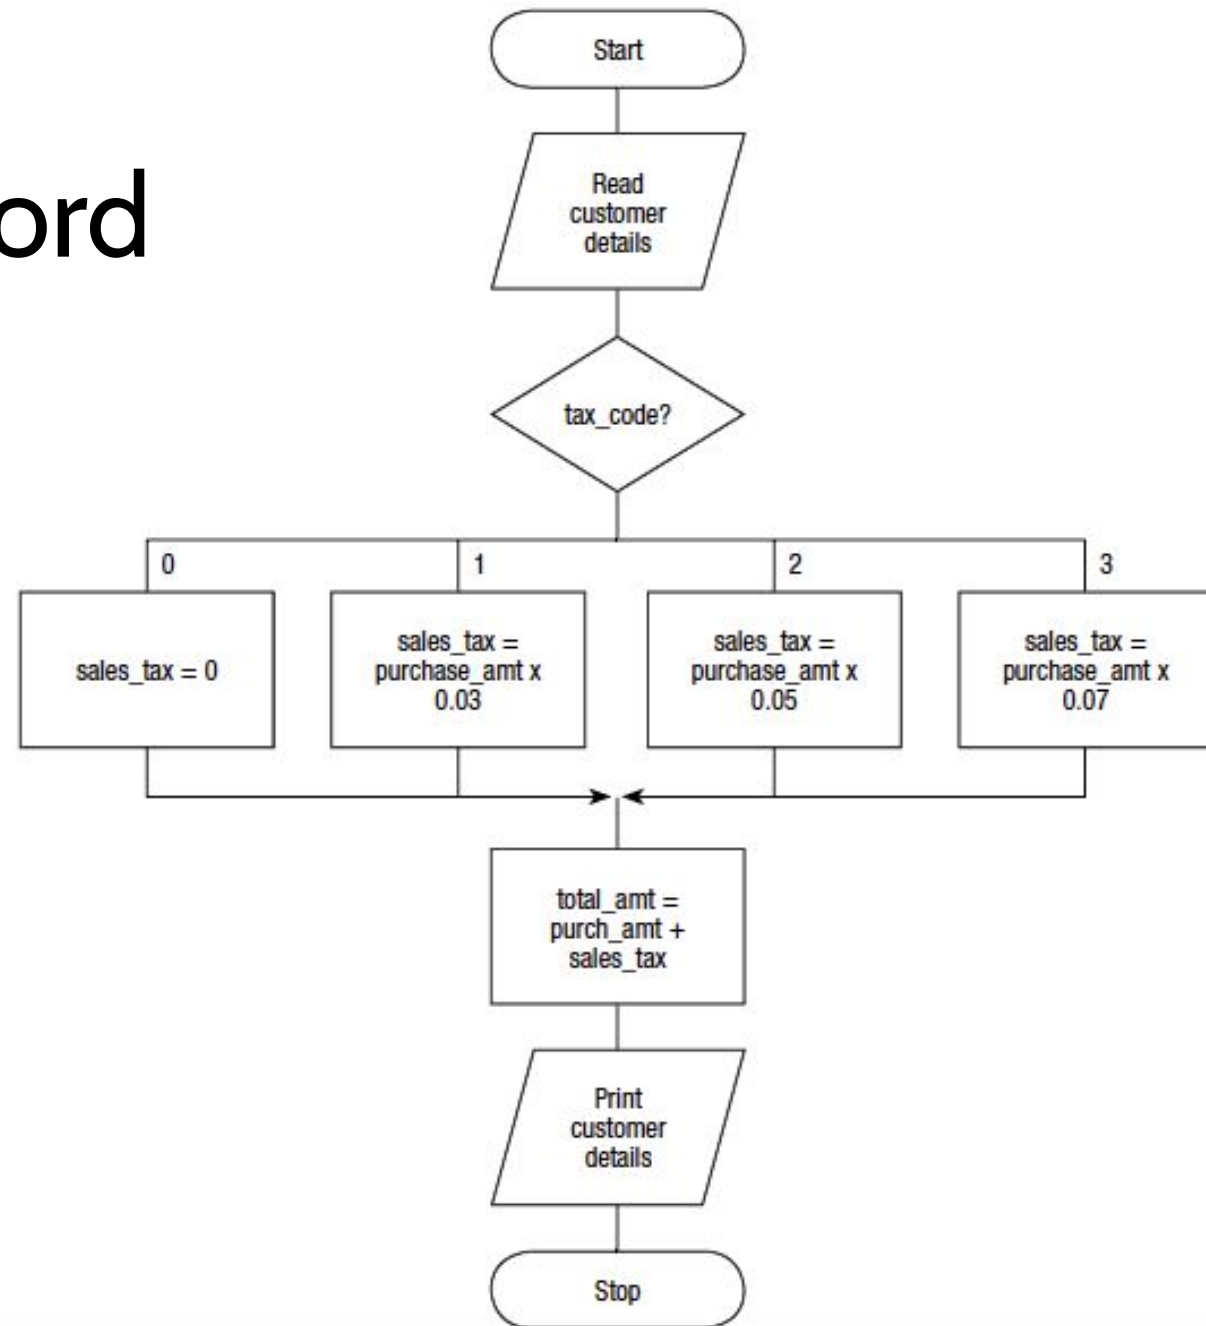 Start
ord
Read
customer
details
tax_code?
0
1
2
3
sales_tax = 0
sales_tax =
purchase_amt x
0.03
sales_tax =
purchase_amt x
0.05
sales_tax =
purchase_amt x
0.07
total_amt =
purch_amt +
sales_tax
Print
customer
details
Stop